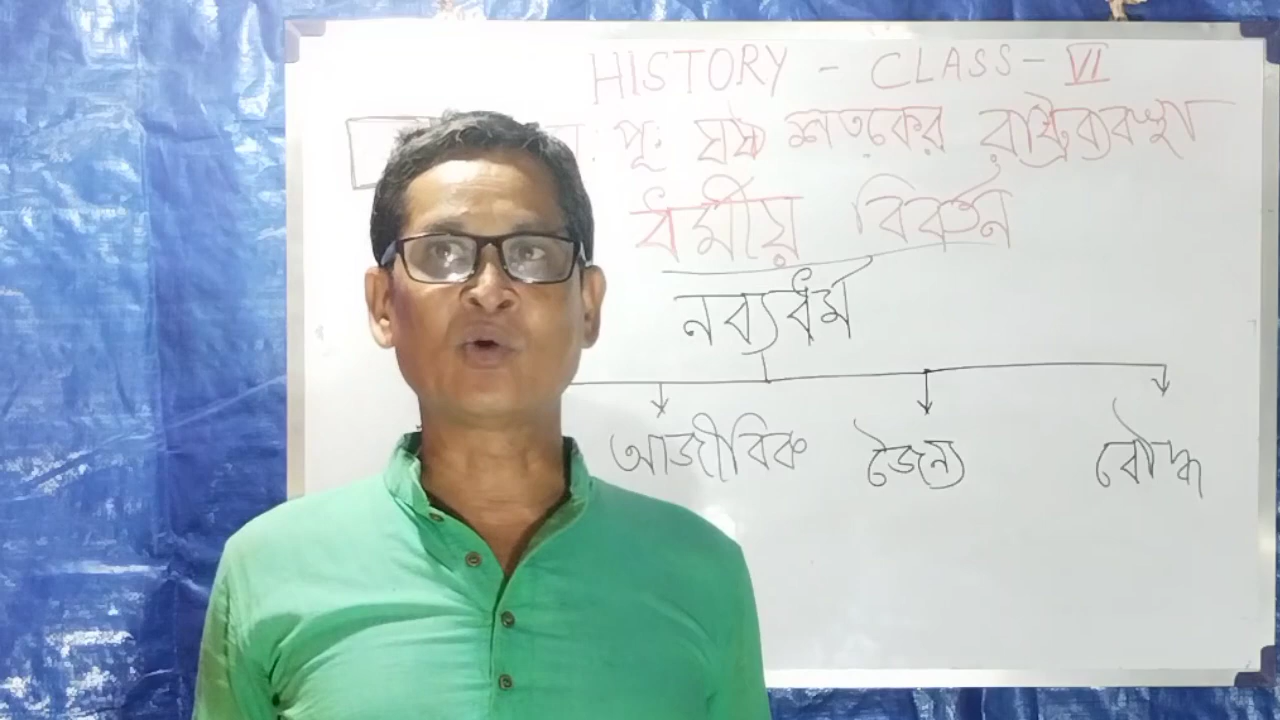 HISTORY - CLASS - VI
পূ: ষষ্ঠ শতকের রাষ্ট্রব্যবস্থা
ধর্মীয় বিবর্তন
নব্যধর্ম
আজীবিক জৈন্য বৌদ্ধ